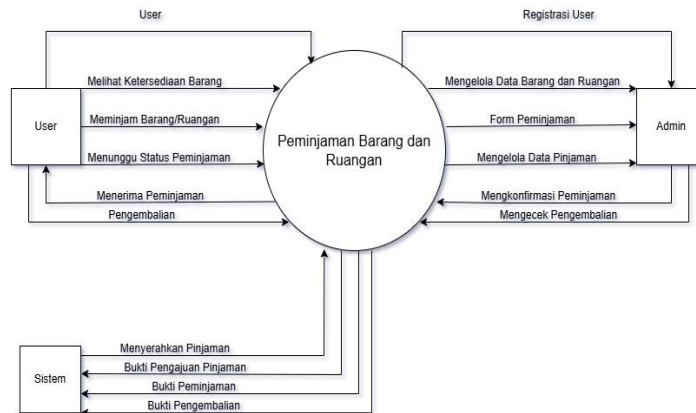 User
Registrasi User
Melihat Ketersediaan Barang
Mengelola Data Barang dan Ruangan
User
Meminjam Barang/Ruangan
Peminjaman Barang dan
Ruangan
Form Peminjaman
Admin
Menunggu Status Peminjaman
Mengelola Data Pinjaman
Menerima Peminjaman
Mengkonfirmasi Peminjaman
Pengembalian
Mengecek Pengembalian
Menyerahkan Pinjaman
Bukti Pengajuan Pinjaman
Sistem
Bukti Peminjaman
Bukti Pengembalian